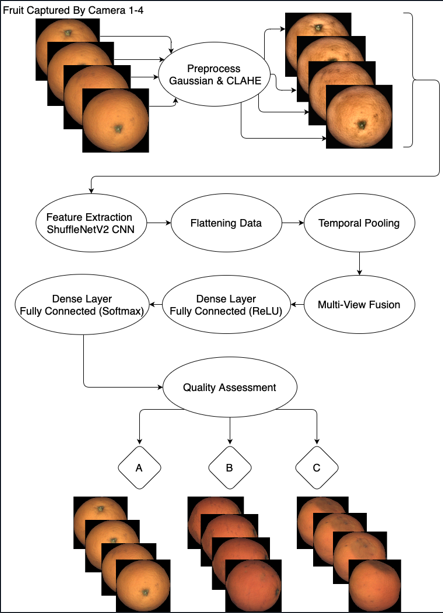 Fruit Captured By Camera 1-4
Preprocess
Gaussian & CLAHE
Feature Extraction
ShuffleNetV2 CNN
Flattening Data
Temporal Pooling
Dense Layer
Fully Connected (Softmax)
Dense Layer
Fully Connected (ReLU)
Multi-View Fusion
Quality Assessment
A
B
C